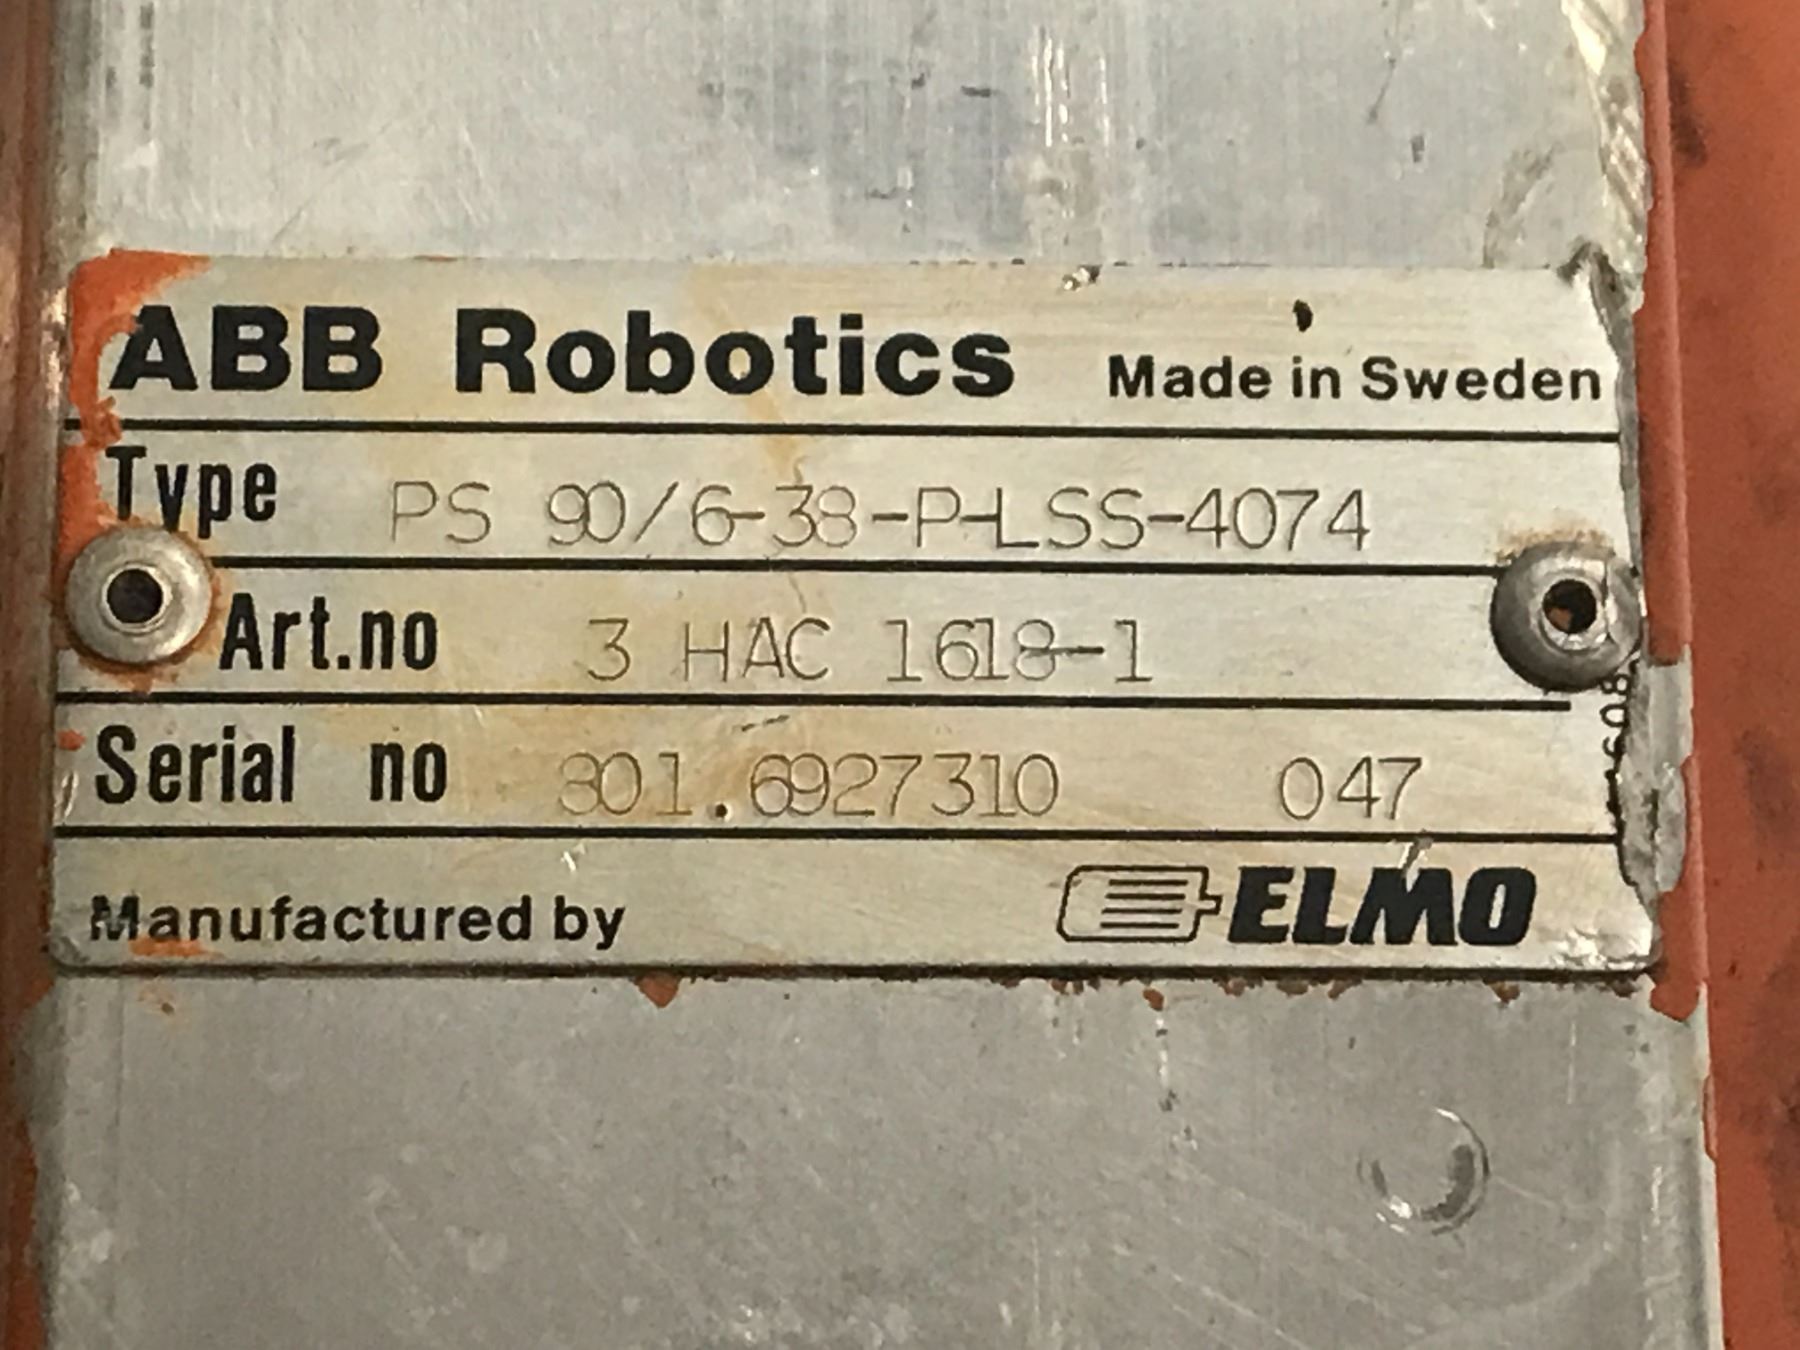 ABB Robotics Made in Sweden
Type PS 90/6-38-P-LSS-4074
Art.no 3 HAC 1618-1
Serial no 801.6927310 047
Manufactured by ELMO